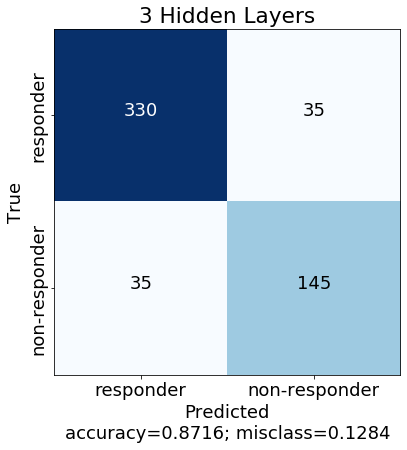 3 Hidden Layers
True
responder
330
35
non-responder
35
145
responder
non-responder
Predicted
accuracy=0.8716; misclass=0.1284